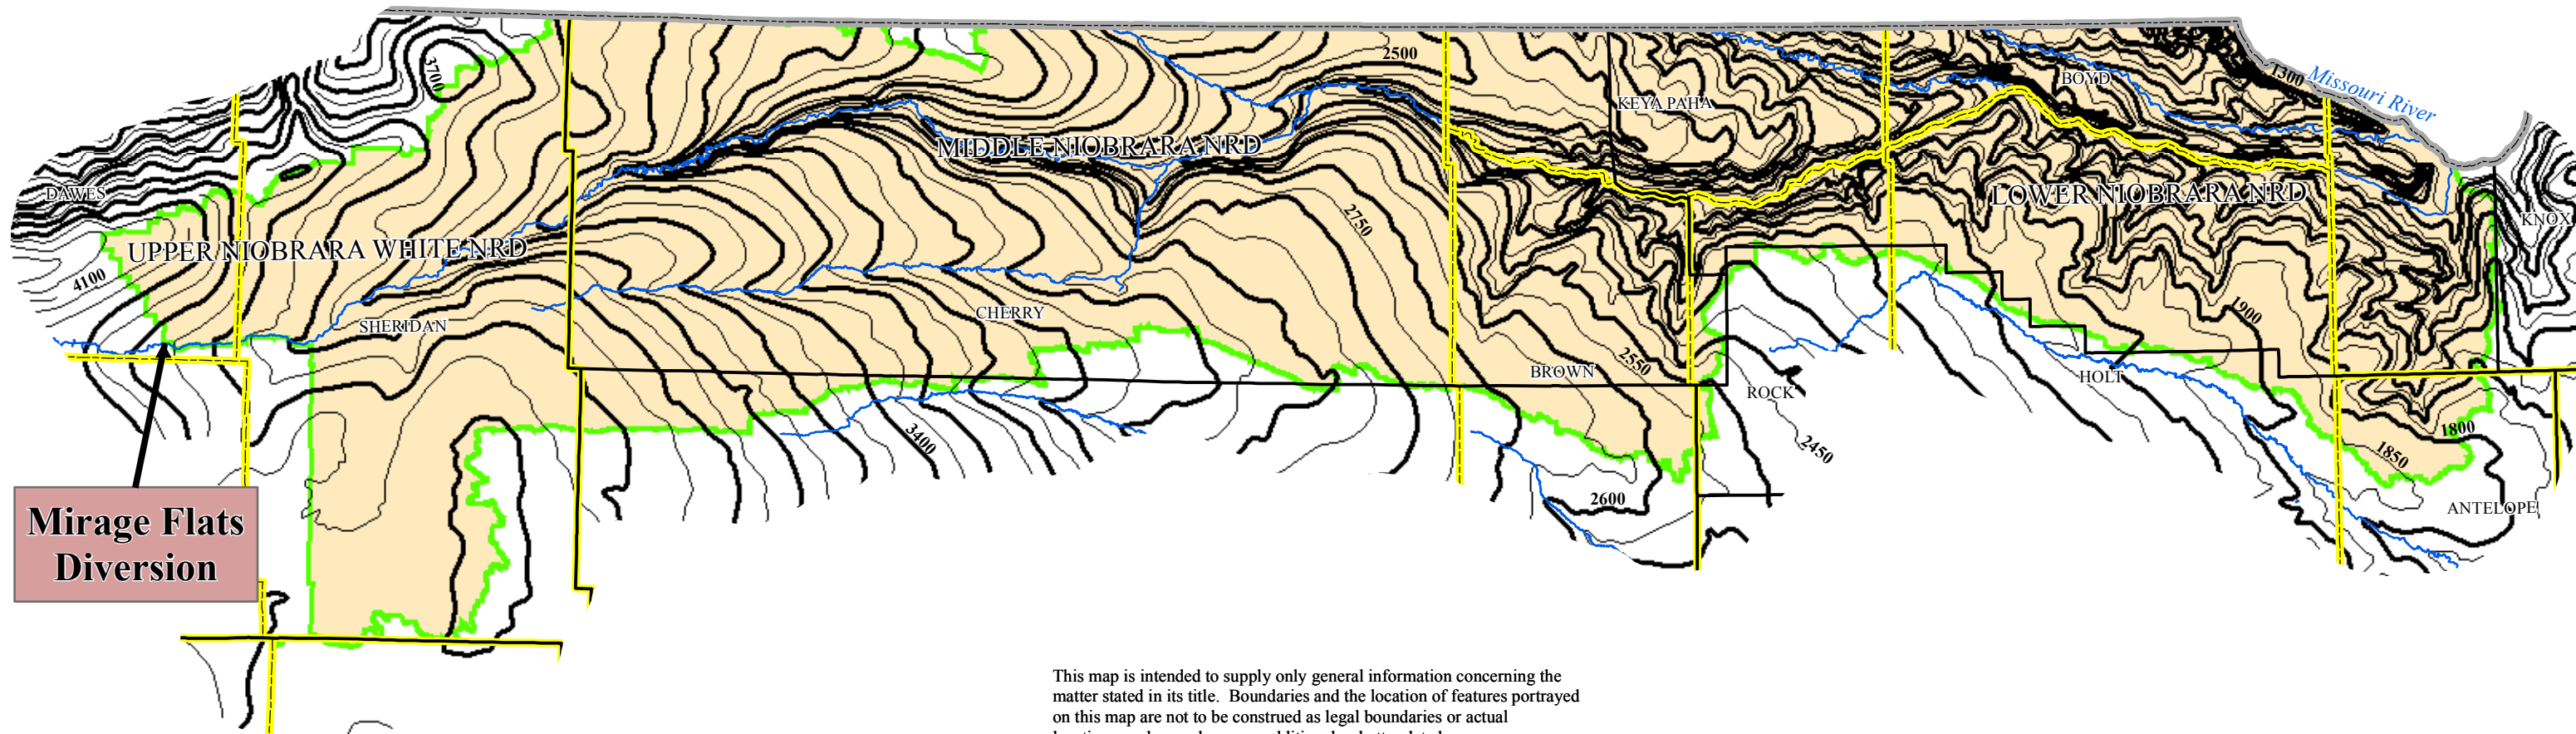 3700
2500
1300
Missouri River
BOYD
KEYA PAHA
MIDDLE NIOBRARA NRD
DAWES
LOWER NIOBRARA NRD
KNOX
2750
UPPER NIOBRARA WHITE NRD
4100
CHERRY
1900
SHERIDAN
2550
BROWN
HOLT
ROCK
3400
2450
1800
1850
2600
ANTELOPE
Mirage Flats
Diversion
This map is intended to supply only general information concerning the
matter stated in its title. Boundaries and the location of features portrayed
on this map are not to be construed as legal boundaries or actual